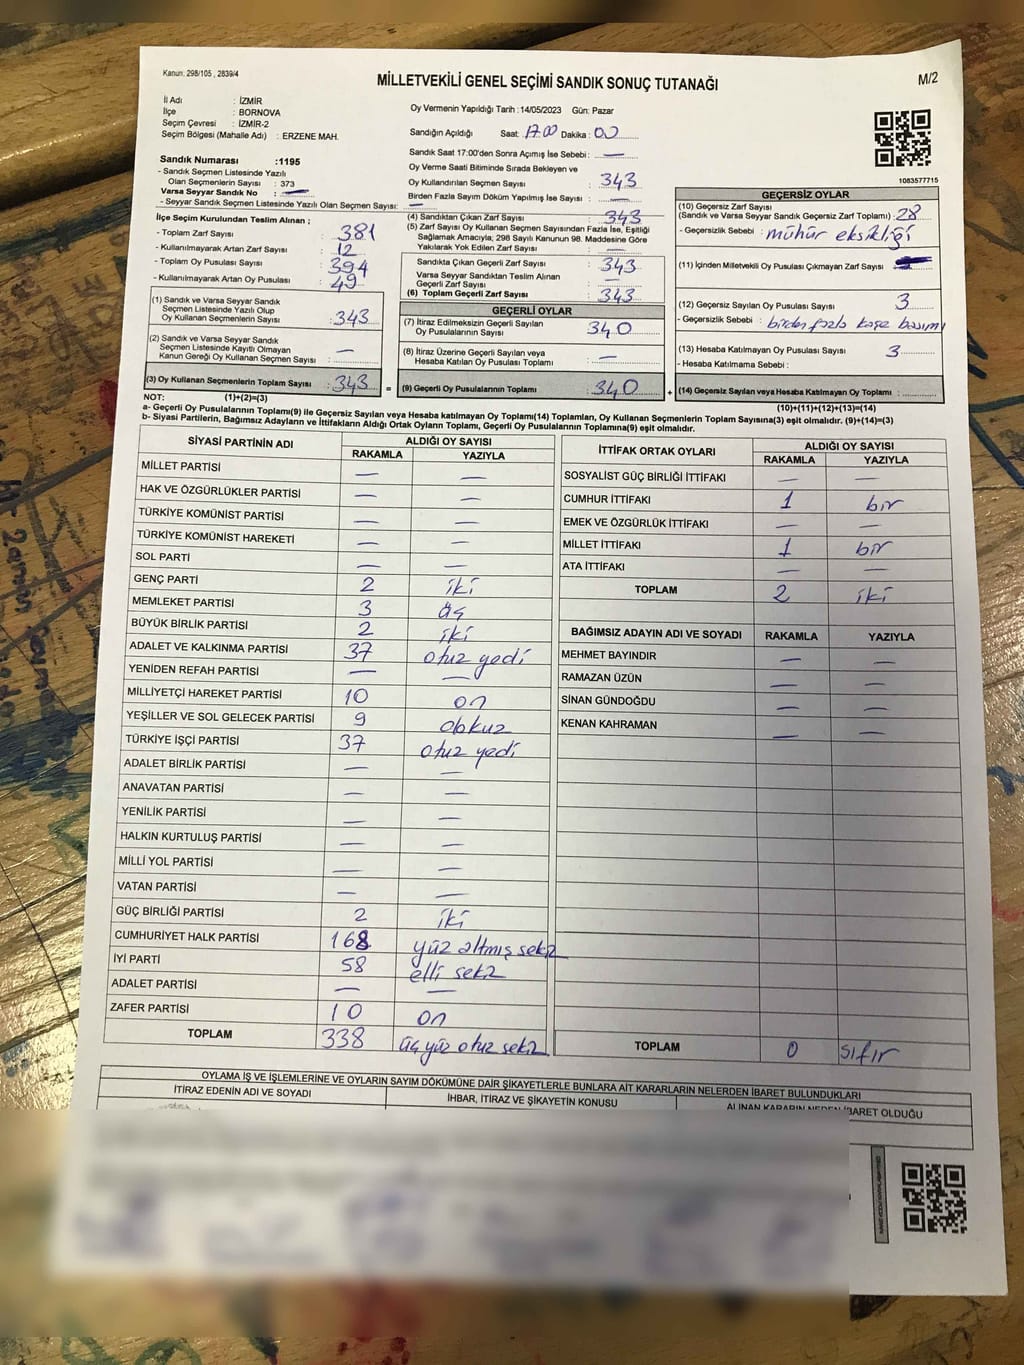 Kanun: 298/105 , 2839/4
MİLLETVEKİLİ GENEL SEÇİMİ SANDIK SONUÇ TUTANAĞI
M/2
İl Adı : İZMİR
İlçe : BORNOVA
Seçim Çevresi : İZMİR-2
Seçim Bölgesi (Mahalle Adı) : ERZENE MAH.
Oy Vermenin Yapıldığı Tarih :14/05/2023 Gün: Pazar
Sandığın Açıldığı Saat: 17.00 Dakika: 00
Sandık Saat 17:00'den Sonra Açımış İse Sebebi: —
Sandık Numarası :1195
- Sandık Seçmen Listesinde Yazılı Olan Seçmenlerin Sayısı : 373
Varsa Seyyar Sandık No : —
- Seyyar Sandık Seçmen Listesinde Yazılı Olan Seçmen Sayısı: —
Oy Verme Saati Bitiminde Sırada Bekleyen ve
Oy Kullandırılan Seçmen Sayısı : 343
Birden Fazla Sayım Döküm Yapılmış İse Sayısı : —
1083577715
İlçe Seçim Kurulundan Teslim Alınan ;
- Toplam Zarf Sayısı : 381
- Kullanılmayarak Artan Zarf Sayısı : 12
- Toplam Oy Pusulası Sayısı : 394
- Kullanılmayarak Artan Oy Pusulası : 49
(4) Sandıktan Çıkan Zarf Sayısı : 343
(5) Zarf Sayısı Oy Kullanan Seçmen Sayısından Fazla İse, Eşitliği
Sağlamak Amacıyla, 298 Sayılı Kanunun 98. Maddesine Göre
Yakılarak Yok Edilen Zarf Sayısı : —
Sandıkta Çıkan Geçerli Zarf Sayısı : 343
Varsa Seyyar Sandıktan Teslim Alınan
Geçerli Zarf Sayısı : —
(6) Toplam Geçerli Zarf Sayısı : 343
GEÇERSİZ OYLAR
(10) Geçersiz Zarf Sayısı
(Sandık ve Varsa Seyyar Sandık Geçersiz Zarf Toplamı) : 28
- Geçersizlik Sebebi : mühür eksikliği
(11) İçinden Milletvekili Oy Pusulası Çıkmayan Zarf Sayısı
(12) Geçersiz Sayılan Oy Pusulası Sayısı : 3
- Geçersizlik Sebebi : birden fazla kaşe basımı
(13) Hesaba Katılmayan Oy Pusulası Sayısı : 3
- Hesaba Katılmama Sebebi :
(14) Geçersiz Sayılan veya Hesaba Katılmayan Oy Toplamı :
(10)+(11)+(12)+(13)=(14)
(1) Sandık ve Varsa Seyyar Sandık
Seçmen Listesinde Yazılı Olup
Oy Kullanan Seçmenlerin Sayısı : 343
(2) Sandık ve Varsa Seyyar Sandık
Seçmen Listesinde Kayıtlı Olmayan
Kanun Gereği Oy Kullanan Seçmen Sayısı : —
(3) Oy Kullanan Seçmenlerin Toplam Sayısı : 343 =
GEÇERLİ OYLAR
(7) İtiraz Edilmeksizin Geçerli Sayılan
Oy Pusulalarının Sayısı : 340
(8) İtiraz Üzerine Geçerli Sayılan veya
Hesaba Katılan Oy Pusulası Toplamı : —
(9) Geçerli Oy Pusulalarının Toplamı : 340 +
NOT: (1)+(2)=(3)
a- Geçerli Oy Pusulalarının Toplamı(9) ile Geçersiz Sayılan veya Hesaba katılmayan Oy Toplamı(14) Toplamları, Oy Kullanan Seçmenlerin Toplam Sayısına(3) eşit olmalıdır. (9)+(14)=(3)
b- Siyasi Partilerin, Bağımsız Adayların ve İttifakların Aldığı Ortak Oyların Toplamı, Geçerli Oy Pusulalarının Toplamına(9) eşit olmalıdır.
SİYASİ PARTİNİN ADI ALDIĞI OY SAYISI
RAKAMLA YAZIYLA
MİLLET PARTİSİ — —
HAK VE ÖZGÜRLÜKLER PARTİSİ — —
TÜRKİYE KOMÜNİST PARTİSİ — —
TÜRKİYE KOMÜNİST HAREKETİ — —
SOL PARTİ — —
GENÇ PARTİ 2 iki
MEMLEKET PARTİSİ 3 üç
BÜYÜK BİRLİK PARTİSİ 2 iki
ADALET VE KALKINMA PARTİSİ 37 otuz yedi
YENİDEN REFAH PARTİSİ — —
MİLLİYETÇİ HAREKET PARTİSİ 10 on
YEŞİLLER VE SOL GELECEK PARTİSİ 9 dokuz
TÜRKİYE İŞÇİ PARTİSİ 37 otuz yedi
ADALET BİRLİK PARTİSİ — —
ANAVATAN PARTİSİ — —
YENİLİK PARTİSİ — —
HALKIN KURTULUŞ PARTİSİ — —
MİLLİ YOL PARTİSİ — —
VATAN PARTİSİ — —
GÜÇ BİRLİĞİ PARTİSİ 2 iki
CUMHURİYET HALK PARTİSİ 168 yüz altmış sekiz
İYİ PARTİ 58 elli sekiz
ADALET PARTİSİ — —
ZAFER PARTİSİ 10 on
TOPLAM 338 üç yüz otuz sekiz
İTTİFAK ORTAK OYLARI ALDIĞI OY SAYISI
RAKAMLA YAZIYLA
SOSYALİST GÜÇ BİRLİĞİ İTTİFAKI — —
CUMHUR İTTİFAKI 1 bir
EMEK VE ÖZGÜRLÜK İTTİFAKI — —
MİLLET İTTİFAKI 1 bir
ATA İTTİFAKI — —
TOPLAM 2 iki
BAĞIMSIZ ADAYIN ADI VE SOYADI RAKAMLA YAZIYLA
MEHMET BAYINDIR — —
RAMAZAN ÜZÜN — —
SİNAN GÜNDOĞDU — —
KENAN KAHRAMAN — —
TOPLAM 0 sıfır
OYLAMA İŞ VE İŞLEMLERİNE VE OYLARIN SAYIM DÖKÜMÜNE DAİR ŞİKAYETLERLE BUNLARA AİT KARARLARIN NELERDEN İBARET BULUNDUKLARI
İTİRAZ EDENİN ADI VE SOYADI İHBAR, İTİRAZ VE ŞİKAYETİN KONUSU ALINAN KARARIN NEDEN İBARET OLDUĞU